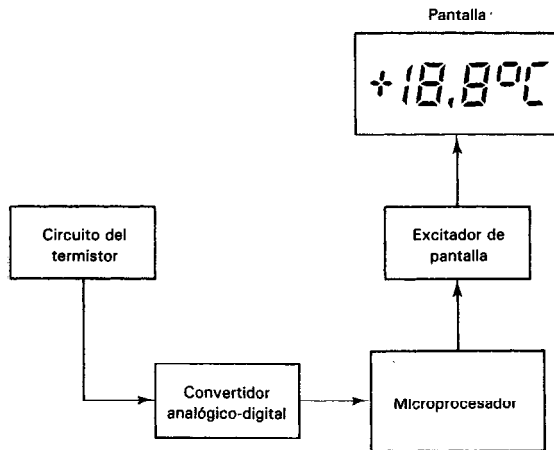 Pantalla
+18.8°C
Circuito del
termistor
Excitador de
pantalla
Convertidor
analógico-digital
Microprocesador